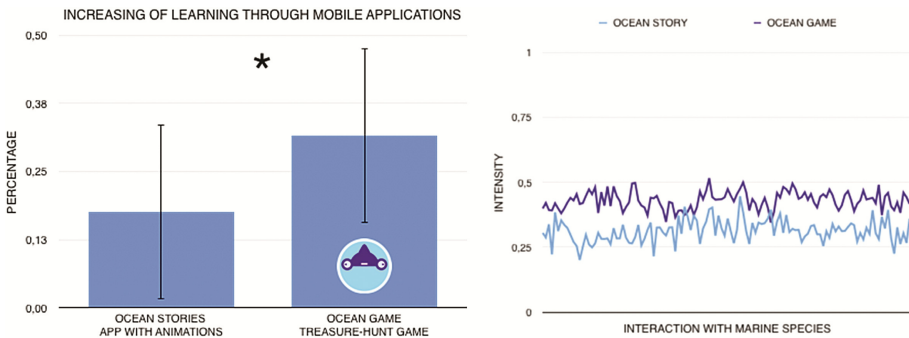 INCREASING OF LEARNING THROUGH MOBILE APPLICATIONS
0,50
0,38
0,25
0,13
0,00
PERCENTAGE
*
OCEAN STORIES
APP WITH ANIMATIONS
OCEAN GAME
TREASURE-HUNT GAME
OCEAN STORY
OCEAN GAME
1
0,75
0,5
0,25
0
INTENSITY
INTERACTION WITH MARINE SPECIES